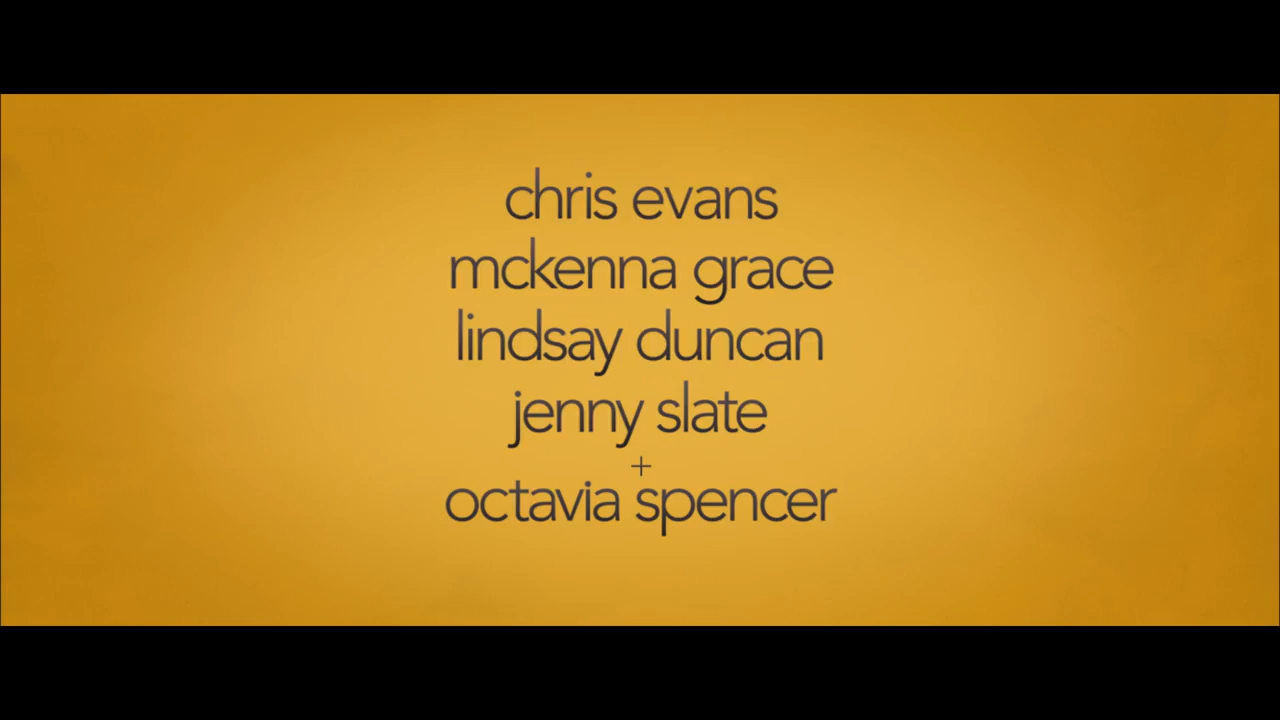 chris evans
mckenna grace
lindsay duncan
jenny slate
+
octavia spencer